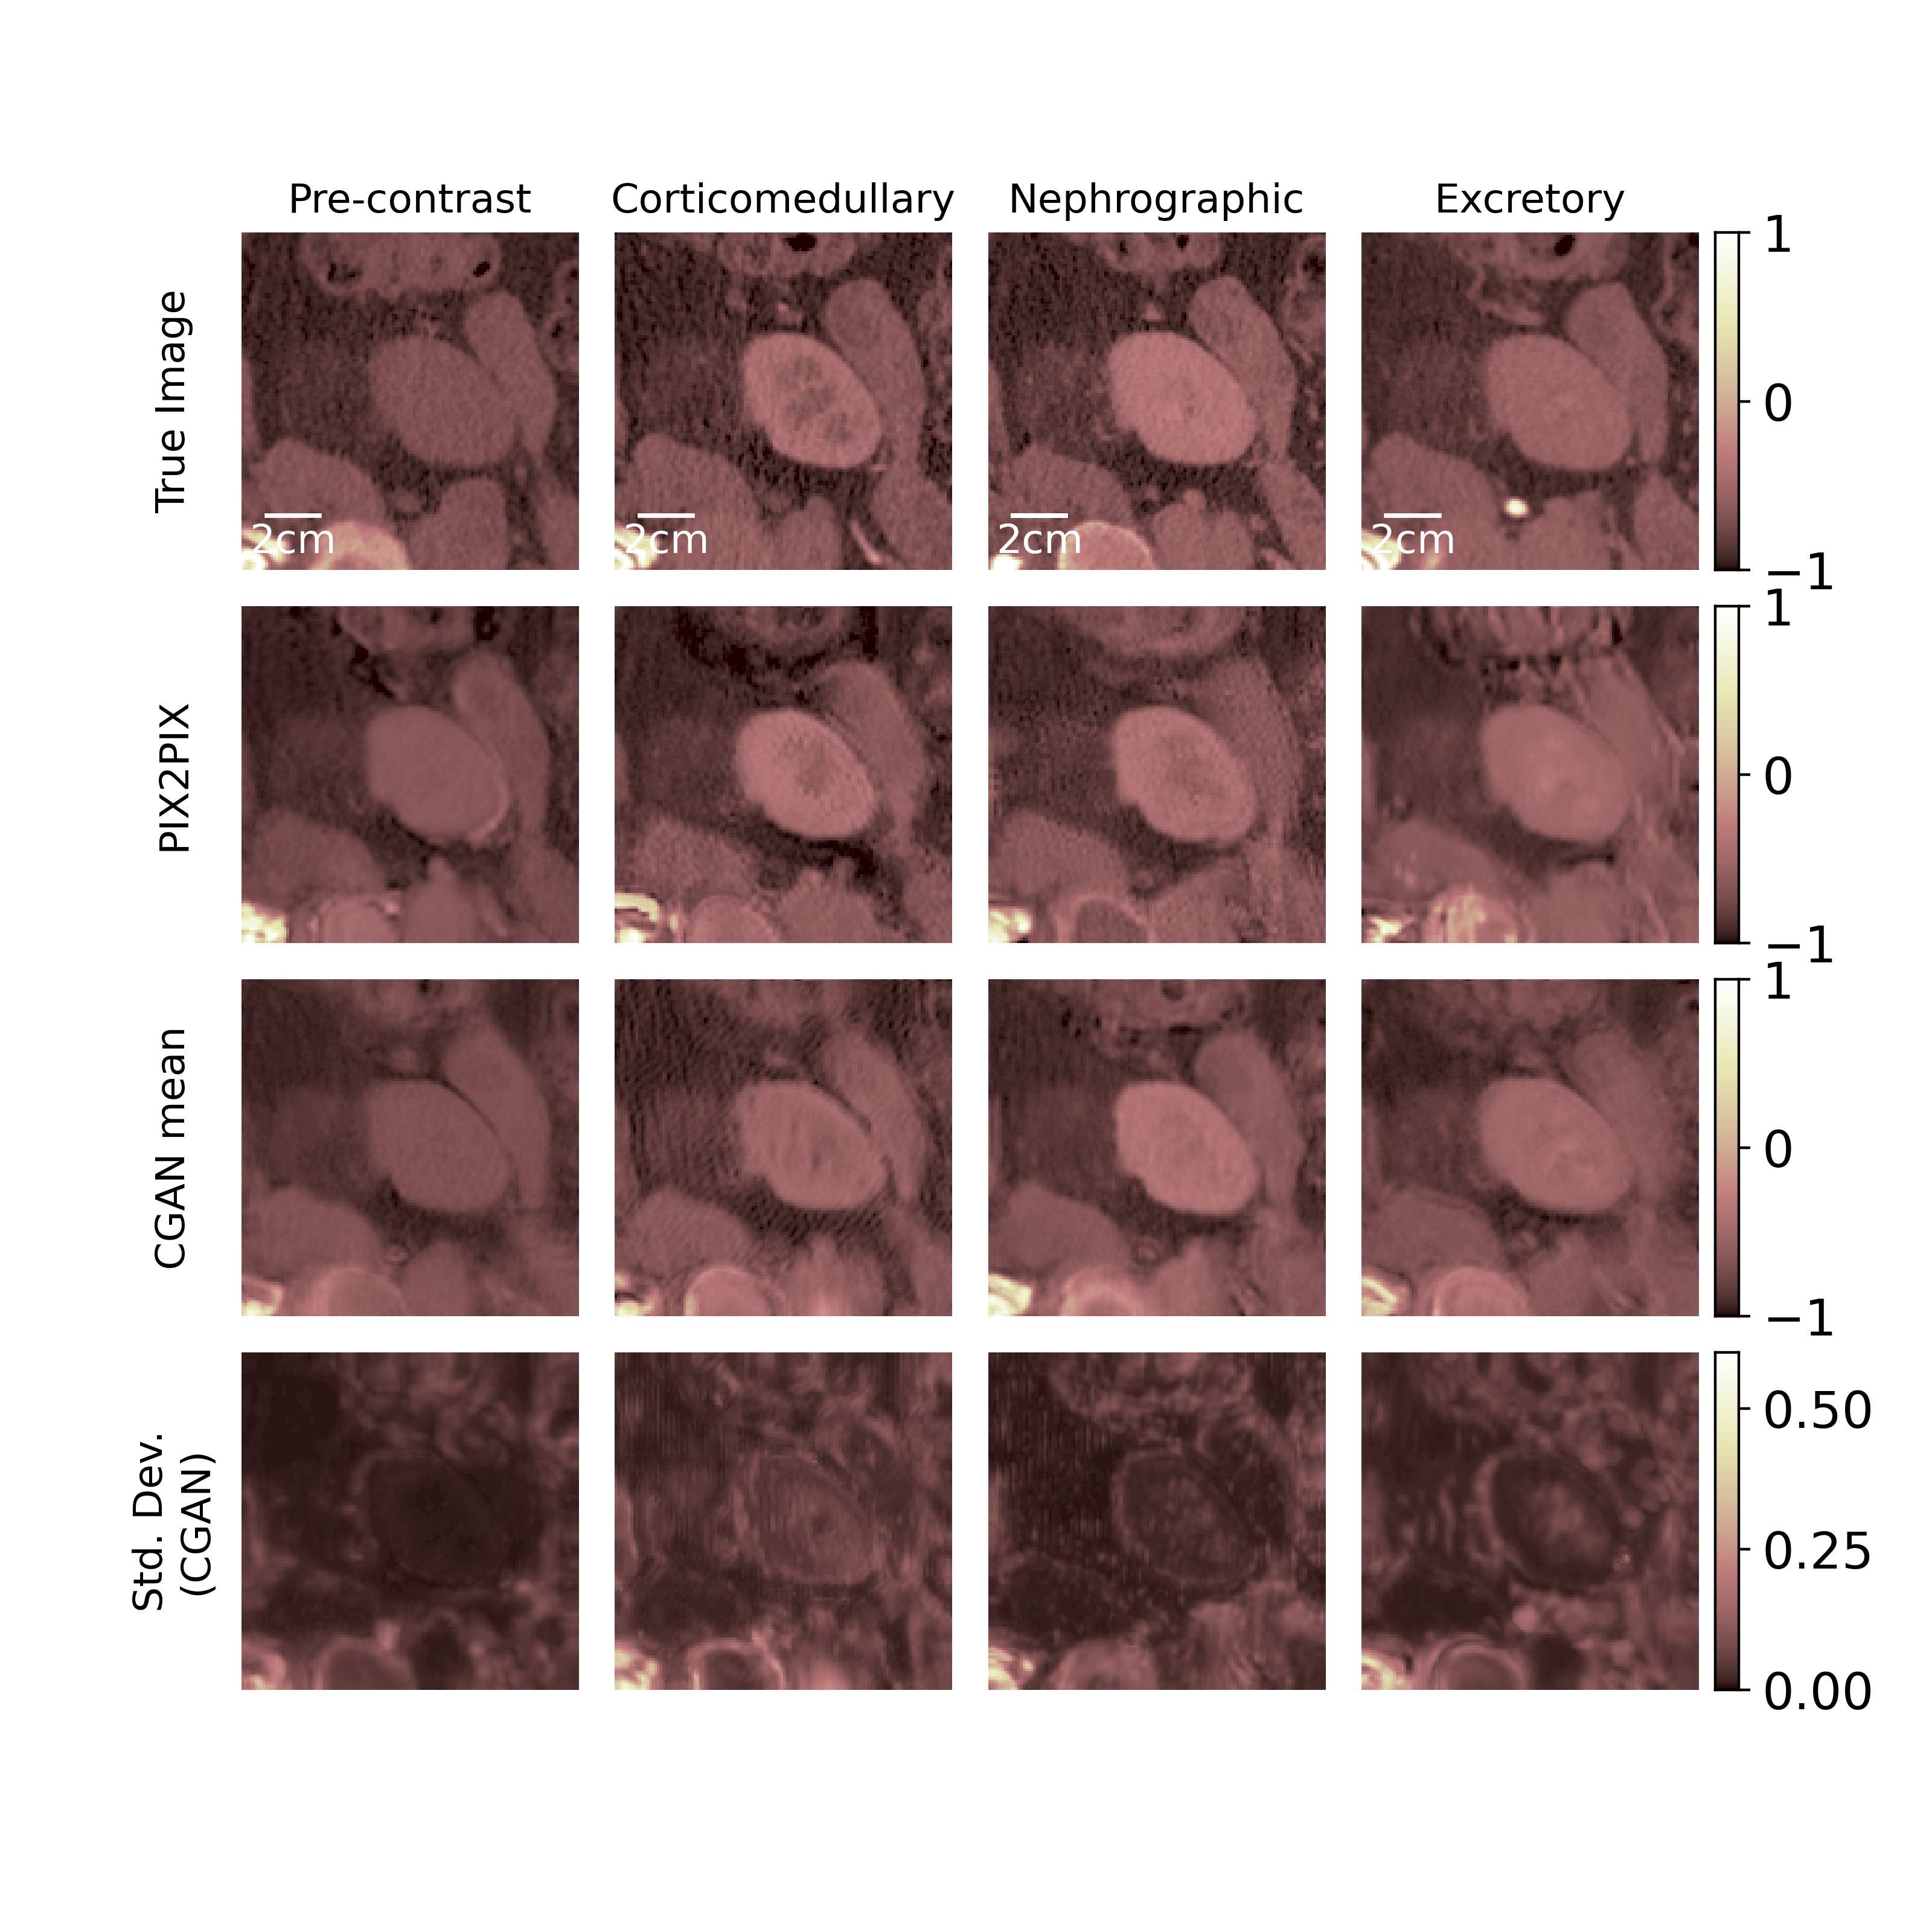 Pre-contrast Corticomedullary Nephrographic Excretory
True Image
2cm 2cm 2cm 2cm
1
0
−1
PIX2PIX
1
0
−1
CGAN mean
1
0
−1
Std. Dev.
(CGAN)
0.50
0.25
0.00